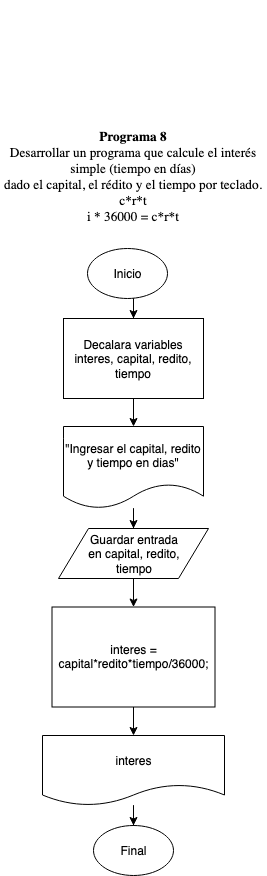 Programa 8
Desarrollar un programa que calcule el interés
simple (tiempo en días)
dado el capital, el rédito y el tiempo por teclado.
c*r*t
i * 36000 = c*r*t
Inicio
Decalara variables
interes, capital, redito,
tiempo
"Ingresar el capital, redito
y tiempo en dias"
Guardar entrada
en capital, redito,
tiempo
interes =
capital*redito*tiempo/36000;
interes
Final